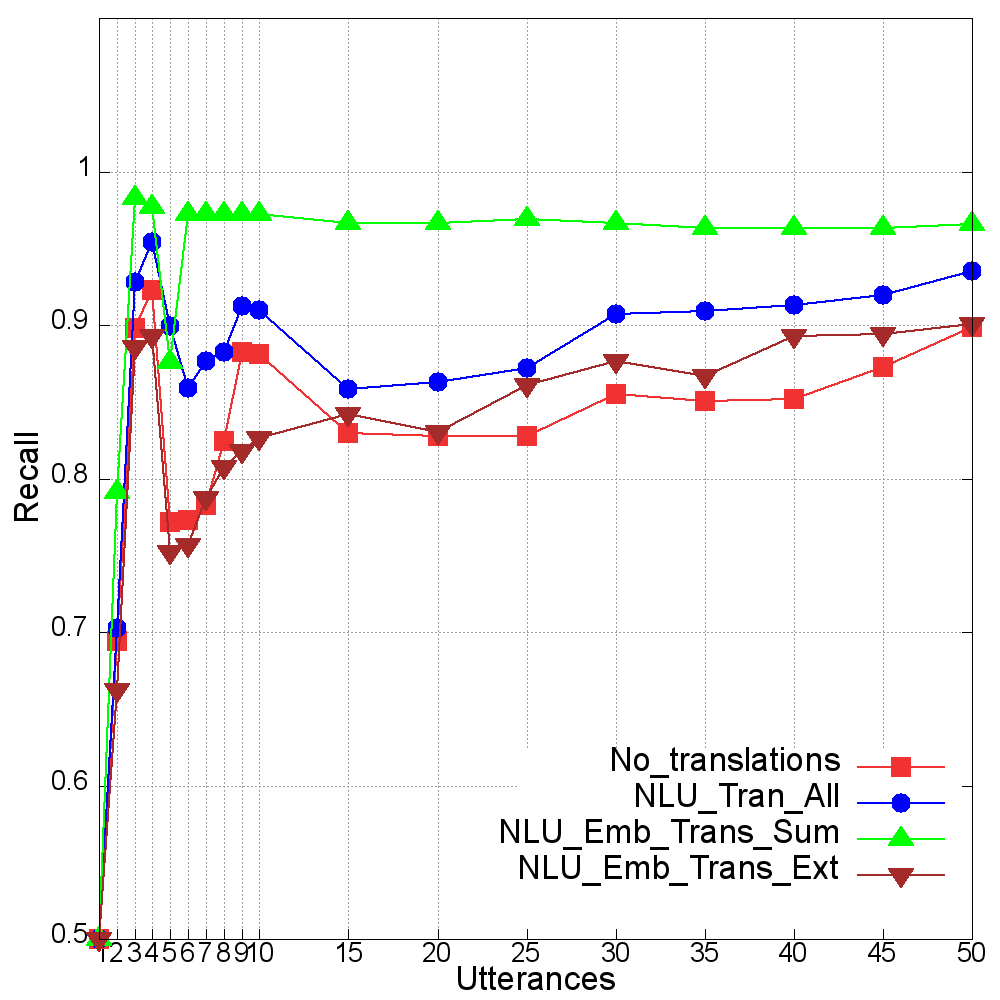 1
0.9
0.8
0.7
0.6
0.5
Recall
No_translations
NLU_Tran_All
NLU_Emb_Trans_Sum
NLU_Emb_Trans_Ext
1 2 3 4 5 6 7 8 9 10 15 20 25 30 35 40 45 50
Utterances